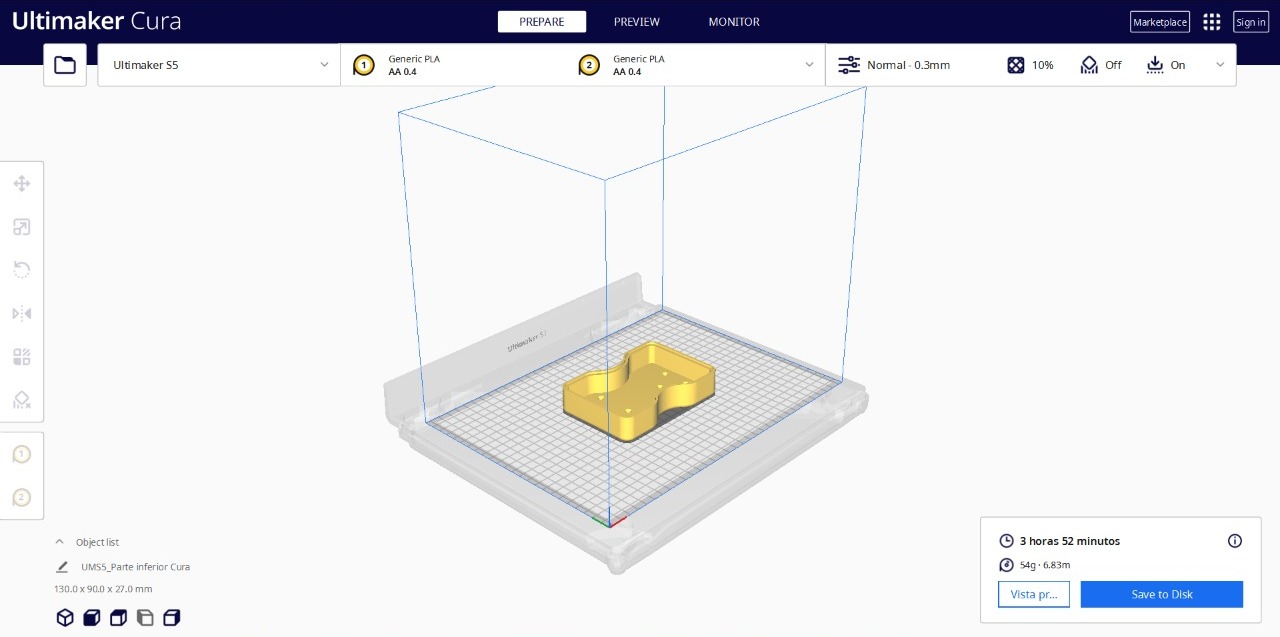 Ultimaker Cura
PREPARE
PREVIEW
MONITOR
Marketplace
Sign in
Ultimaker S5
1
Generic PLA
AA 0.4
2
Generic PLA
AA 0.4
Normal - 0.3mm
10%
Off
On
1
2
Object list
UMS5_Parte inferior Cura
130.0 x 90.0 x 27.0 mm
3 horas 52 minutos
54g · 6.83m
Vista pr...
Save to Disk